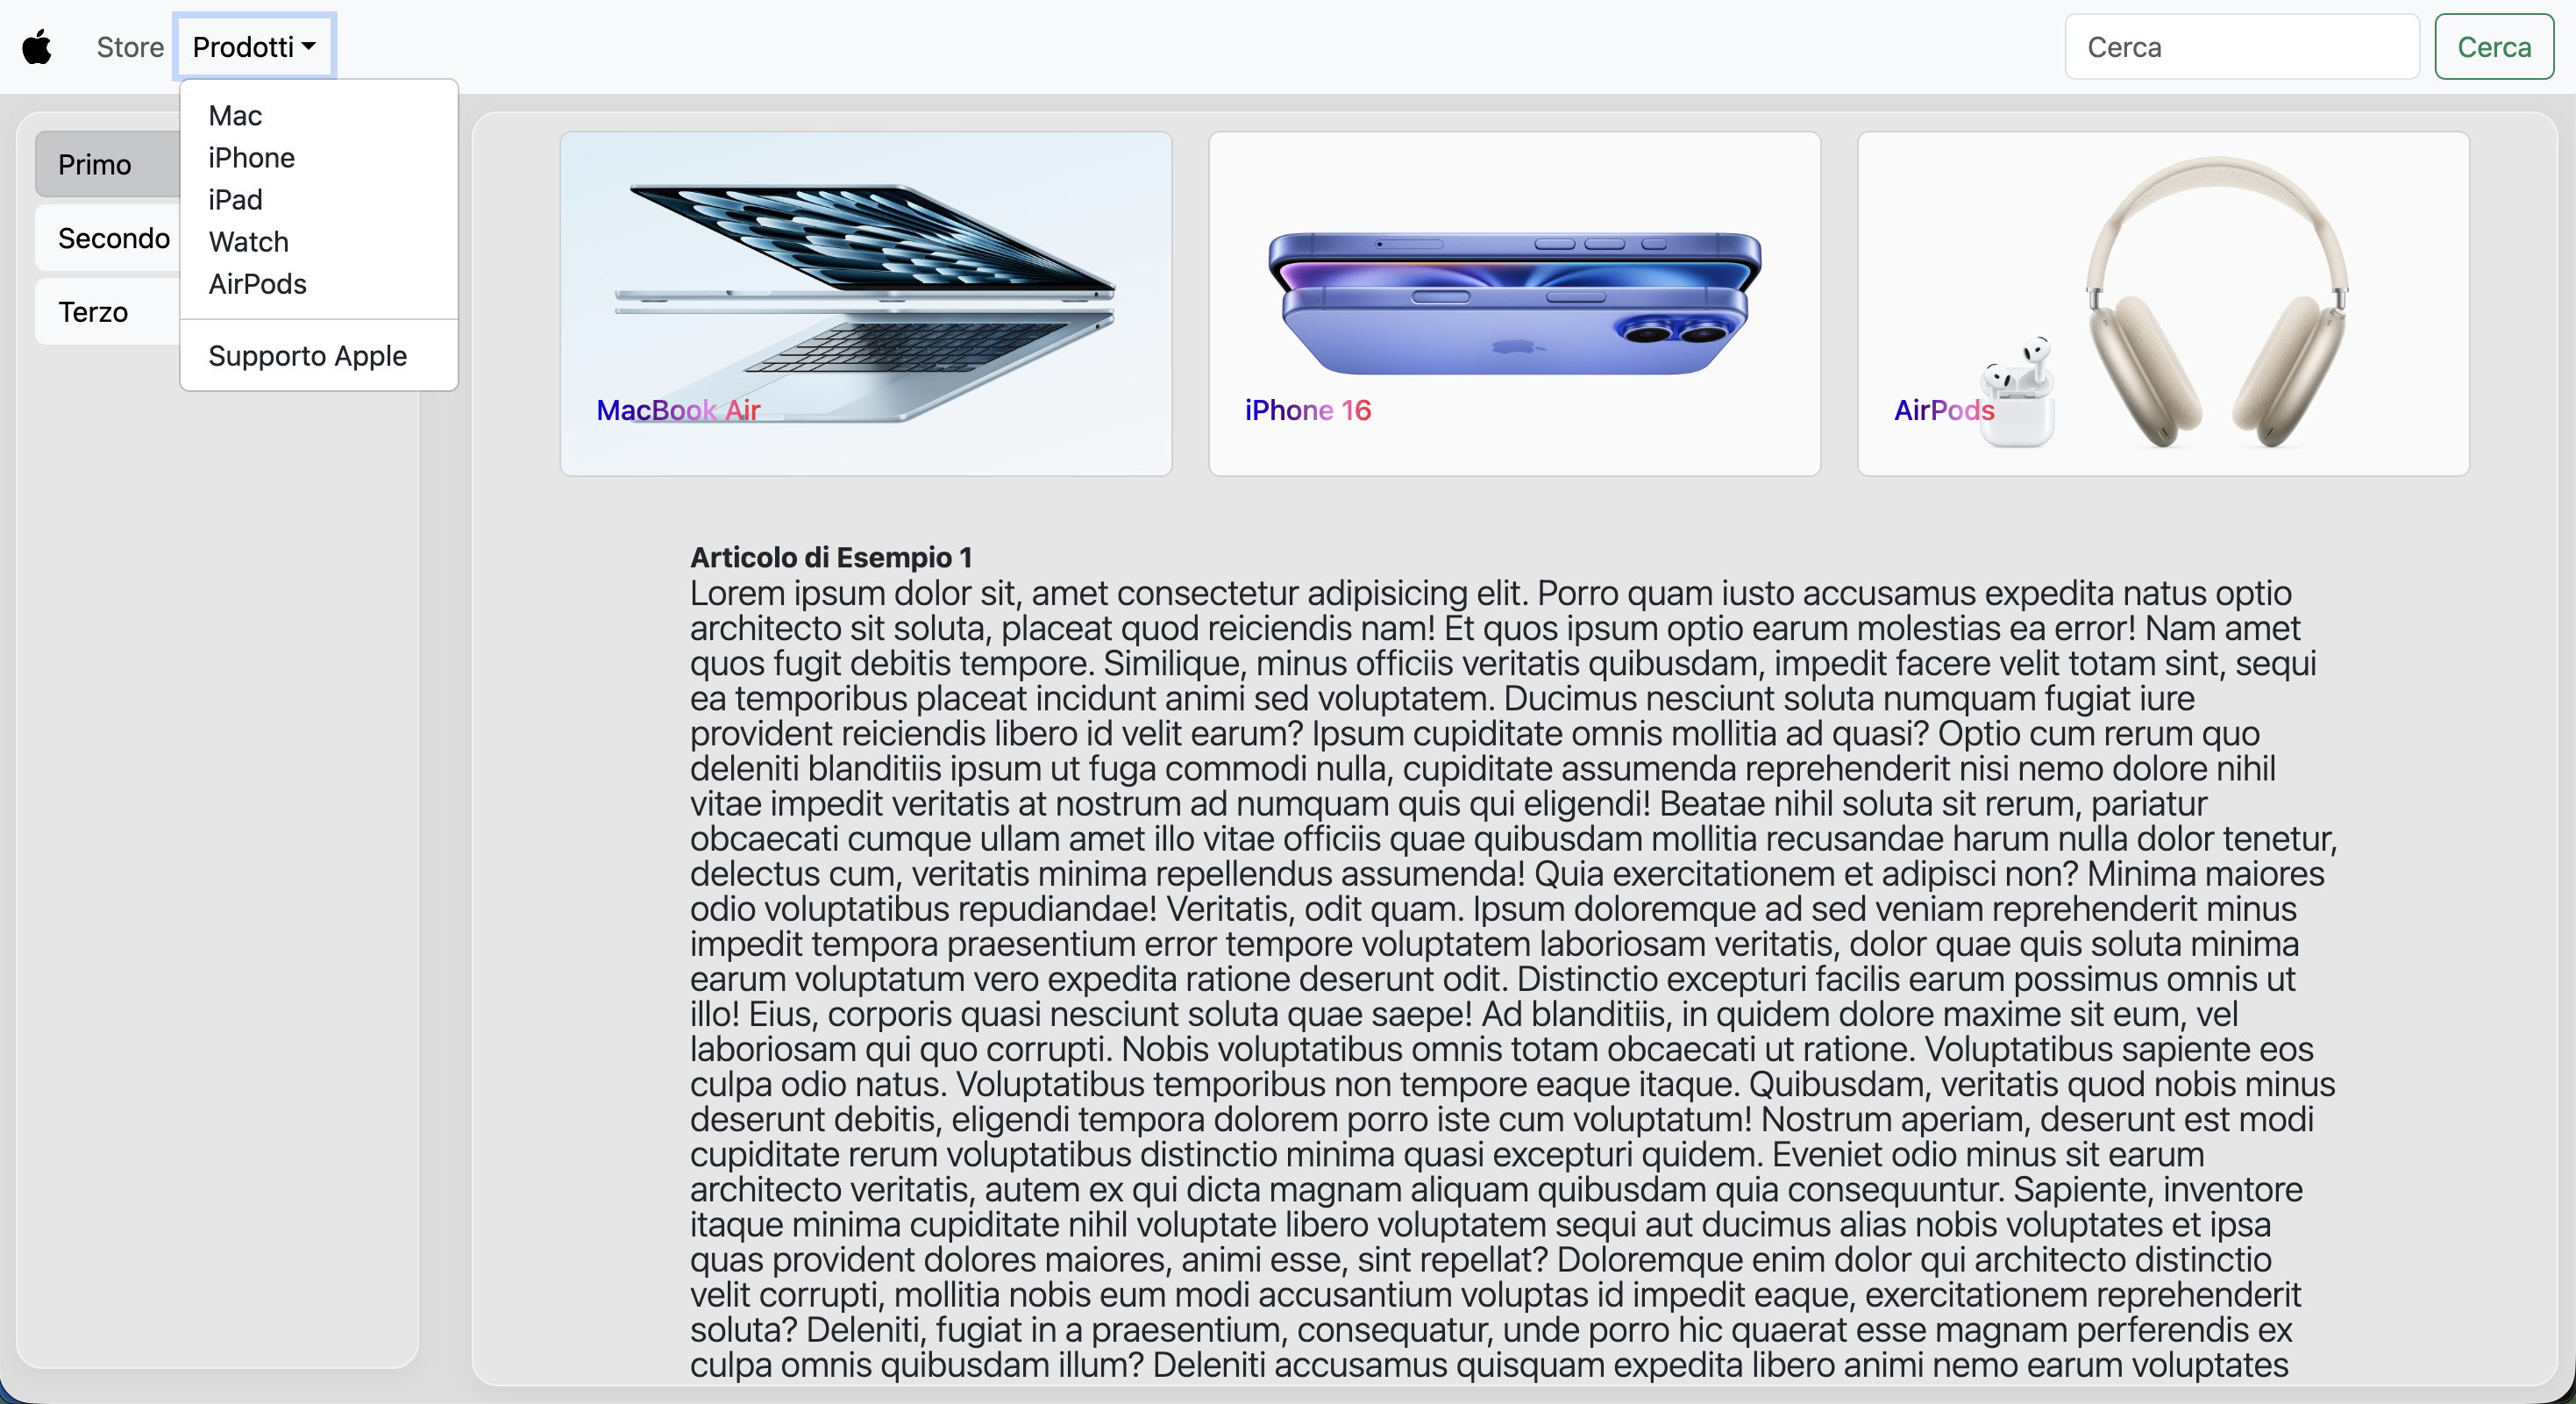 Store Prodotti Cerca Cerca
Mac
iPhone
iPad
Watch
AirPods
Supporto Apple
Primo
Secondo
Terzo
MacBook Air
iPhone 16
AirPods
Articolo di Esempio 1
Lorem ipsum dolor sit, amet consectetur adipisicing elit. Porro quam iusto accusamus expedita natus optio
architecto sit soluta, placeat quod reiciendis nam! Et quos ipsum optio earum molestias ea error! Nam amet
quos fugit debitis tempore. Similique, minus officiis veritatis quibusdam, impedit facere velit totam sint, sequi
ea temporibus placeat incidunt animi sed voluptatem. Ducimus nesciunt soluta numquam fugiat iure
provident reiciendis libero id velit earum? Ipsum cupiditate omnis mollitia ad quasi? Optio cum rerum quo
deleniti blanditiis ipsum ut fuga commodi nulla, cupiditate assumenda reprehenderit nisi nemo dolore nihil
vitae impedit veritatis at nostrum ad numquam quis qui eligendi! Beatae nihil soluta sit rerum, pariatur
obcaecati cumque ullam amet illo vitae officiis quae quibusdam mollitia recusandae harum nulla dolor tenetur,
delectus cum, veritatis minima repellendus assumenda! Quia exercitationem et adipisci non? Minima maiores
odio voluptatibus repudiandae! Veritatis, odit quam. Ipsum doloremque ad sed veniam reprehenderit minus
impedit tempora praesentium error tempore voluptatem laboriosam veritatis, dolor quae quis soluta minima
earum voluptatum vero expedita ratione deserunt odit. Distinctio excepturi facilis earum possimus omnis ut
illo! Eius, corporis quasi nesciunt soluta quae saepe! Ad blanditiis, in quidem dolore maxime sit eum, vel
laboriosam qui quo corrupti. Nobis voluptatibus omnis totam obcaecati ut ratione. Voluptatibus sapiente eos
culpa odio natus. Voluptatibus temporibus non tempore eaque itaque. Quibusdam, veritatis quod nobis minus
deserunt debitis, eligendi tempora dolorem porro iste cum voluptatum! Nostrum aperiam, deserunt est modi
cupiditate rerum voluptatibus distinctio minima quasi excepturi quidem. Eveniet odio minus sit earum
architecto veritatis, autem ex qui dicta magnam aliquam quibusdam quia consequuntur. Sapiente, inventore
itaque minima cupiditate nihil voluptate libero voluptatem sequi aut ducimus alias nobis voluptates et ipsa
quas provident dolores maiores, animi esse, sint repellat? Doloremque enim dolor qui architecto distinctio
velit corrupti, mollitia nobis eum modi accusantium voluptas id impedit eaque, exercitationem reprehenderit
soluta? Deleniti, fugiat in a praesentium, consequatur, unde porro hic quaerat esse magnam perferendis ex
culpa omnis quibusdam illum? Deleniti accusamus quisquam expedita libero animi nemo earum voluptates